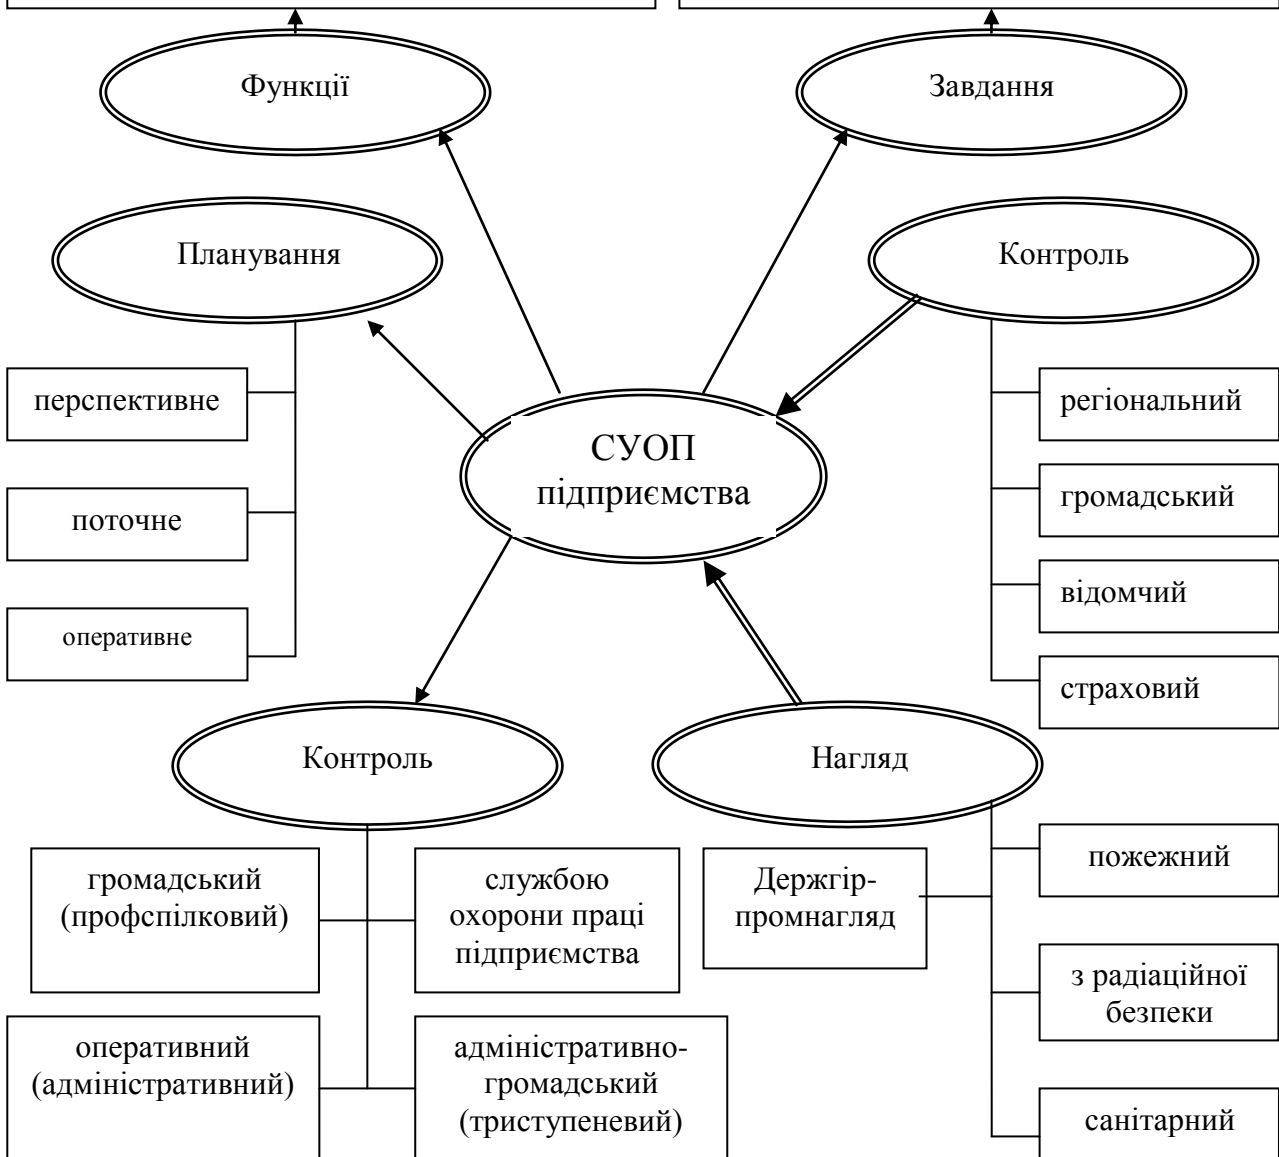 Функції
Завдання
Планування
Контроль
перспективне
поточне
оперативне
СУОП
підприємства
регіональний
громадський
відомчий
страховий
Контроль
Нагляд
громадський
(профспілковий)
службою
охорони праці
підприємства
оперативний
(адміністративний)
адміністративно-
громадський
(триступеневий)
Держгір-
промнагляд
пожежний
з радіаційної
безпеки
санітарний